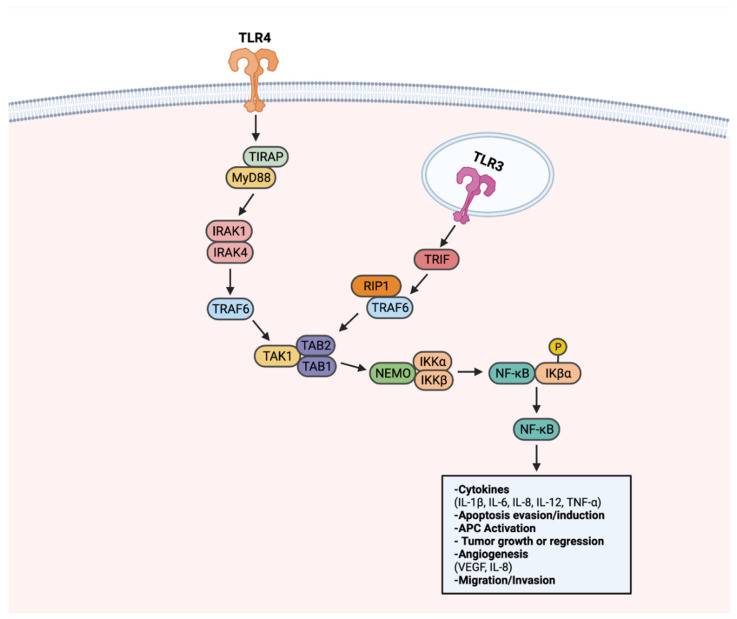 TLR4
TIRAP
MyD88
TLR3
IRAK1
IRAK4
TRIF
RIP1
TRAF6
TRAF6
TAK1
TAB2
TAB1
NEMO
IKKα
IKKβ
NF-κB
IKβα
P
NF-κB
-Cytokines
(IL-1β, IL-6, IL-8, IL-12, TNF-α)
-Apoptosis evasion/induction
-APC Activation
- Tumor growth or regression
-Angiogenesis
(VEGF, IL-8)
-Migration/Invasion